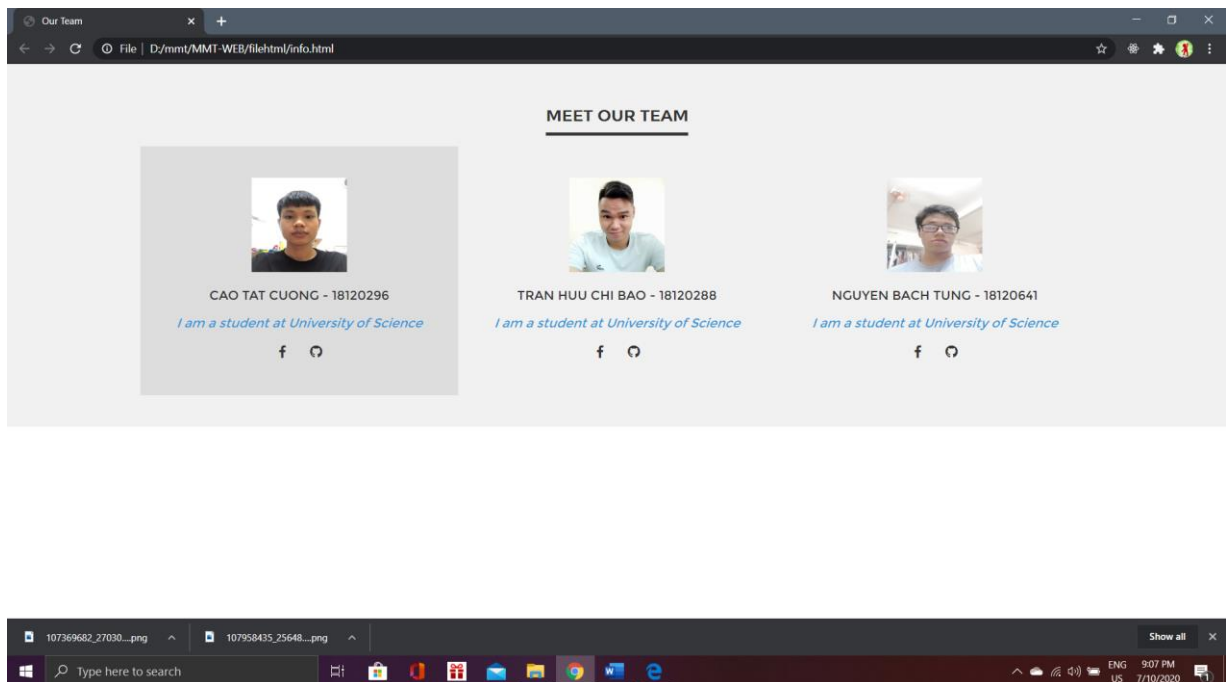 Our Team
File | D:/mmt/MMT-WEB/filehtml/info.html
MEET OUR TEAM
CAO TAT CUONG - 18120296
I am a student at University of Science
TRAN HUU CHI BAO - 18120288
I am a student at University of Science
NGUYEN BACH TUNG - 18120641
I am a student at University of Science
107369682_27030....png
107958435_25648....png
Show all
Type here to search
ENG
US
9:07 PM
7/10/2020